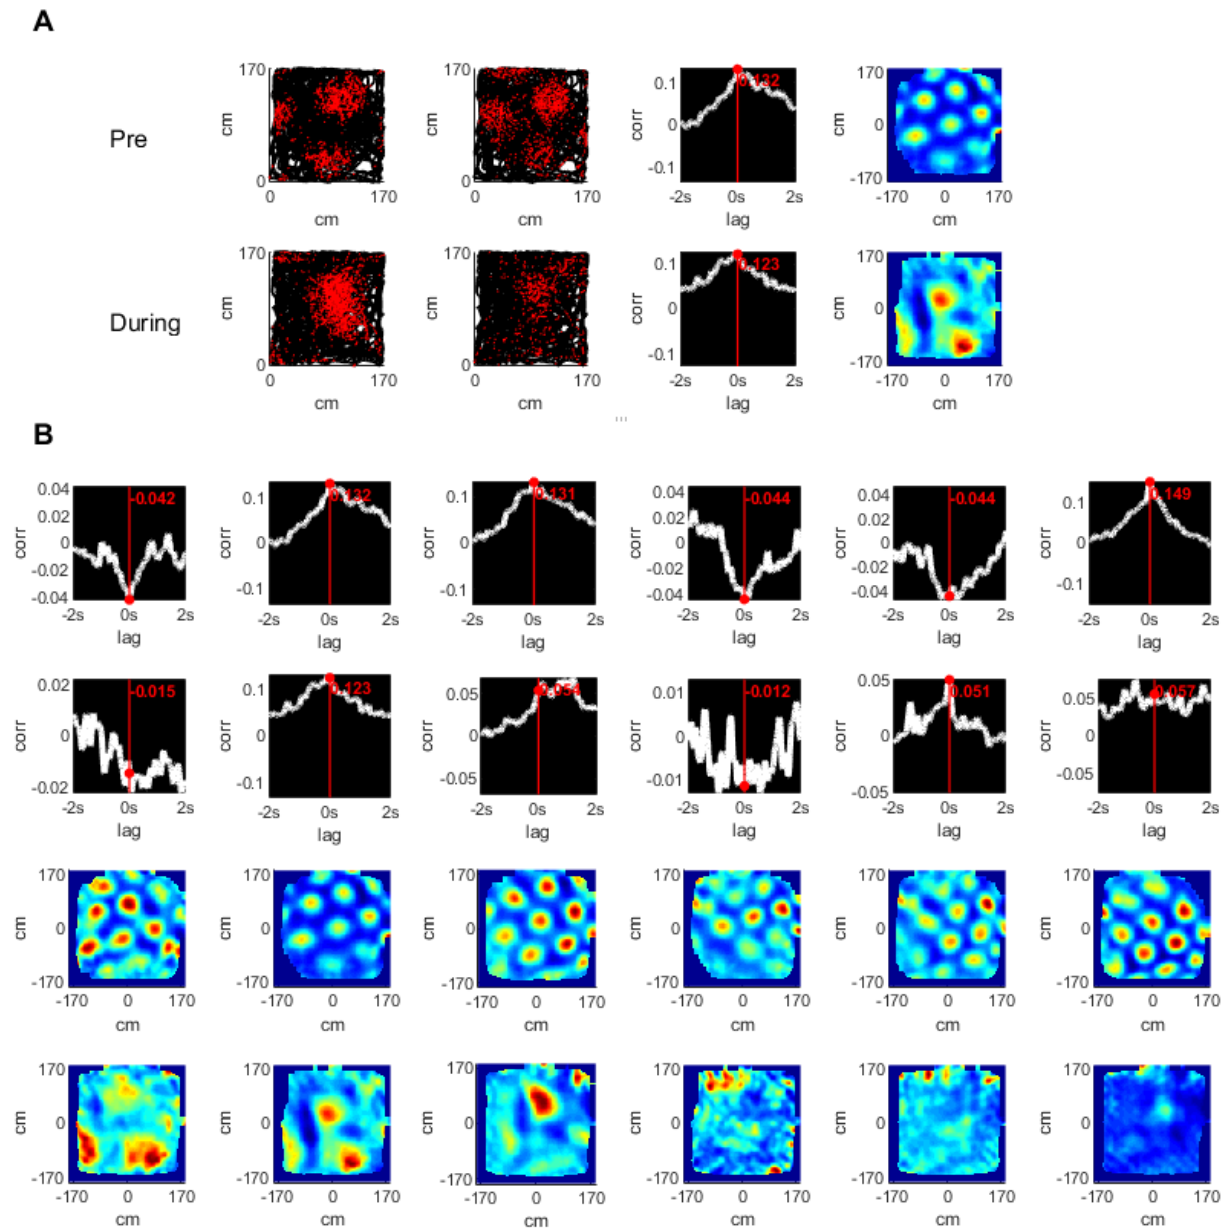 A
170 170 0.1 0.132 170
cm cm corr 0 cm 0
Pre
0 0 -0.1 -170
0 170 0 170 -2s 0s 2s -170 0 170
cm cm lag cm
170 170 0.1 0.123 170
cm cm corr 0 cm 0
During
0 0 -0.1 -170
0 170 0 170 -2s 0s 2s -170 0 170
cm cm lag cm
B
0.04 -0.042 0.1 0.132 0.1 0.131 0.04 -0.044 0.04 -0.044 0.1 0.149
0.02 0.02 0.02
corr 0 corr 0 corr 0 corr 0 corr 0 corr 0
-0.02 -0.02 -0.02
-0.04 -0.1 -0.1 -0.04 -0.04 -0.1
-2s 0s 2s -2s 0s 2s -2s 0s 2s -2s 0s 2s -2s 0s 2s -2s 0s 2s
lag lag lag lag lag lag
0.02 -0.015 0.1 0.123 0.05 0.054 0.01 -0.012 0.05 0.051 0.05 0.057
corr 0 corr 0 corr 0 corr 0 corr 0 corr 0
-0.02 -0.1 -0.05 -0.01 -0.05 -0.05
-2s 0s 2s -2s 0s 2s -2s 0s 2s -2s 0s 2s -2s 0s 2s -2s 0s 2s
lag lag lag lag lag lag
170 170 170 170 170 170
cm 0 cm 0 cm 0 cm 0 cm 0 cm 0
-170 -170 -170 -170 -170 -170
-170 0 170 -170 0 170 -170 0 170 -170 0 170 -170 0 170 -170 0 170
cm cm cm cm cm cm
170 170 170 170 170 170
cm 0 cm 0 cm 0 cm 0 cm 0 cm 0
-170 -170 -170 -170 -170 -170
-170 0 170 -170 0 170 -170 0 170 -170 0 170 -170 0 170 -170 0 170
cm cm cm cm cm cm